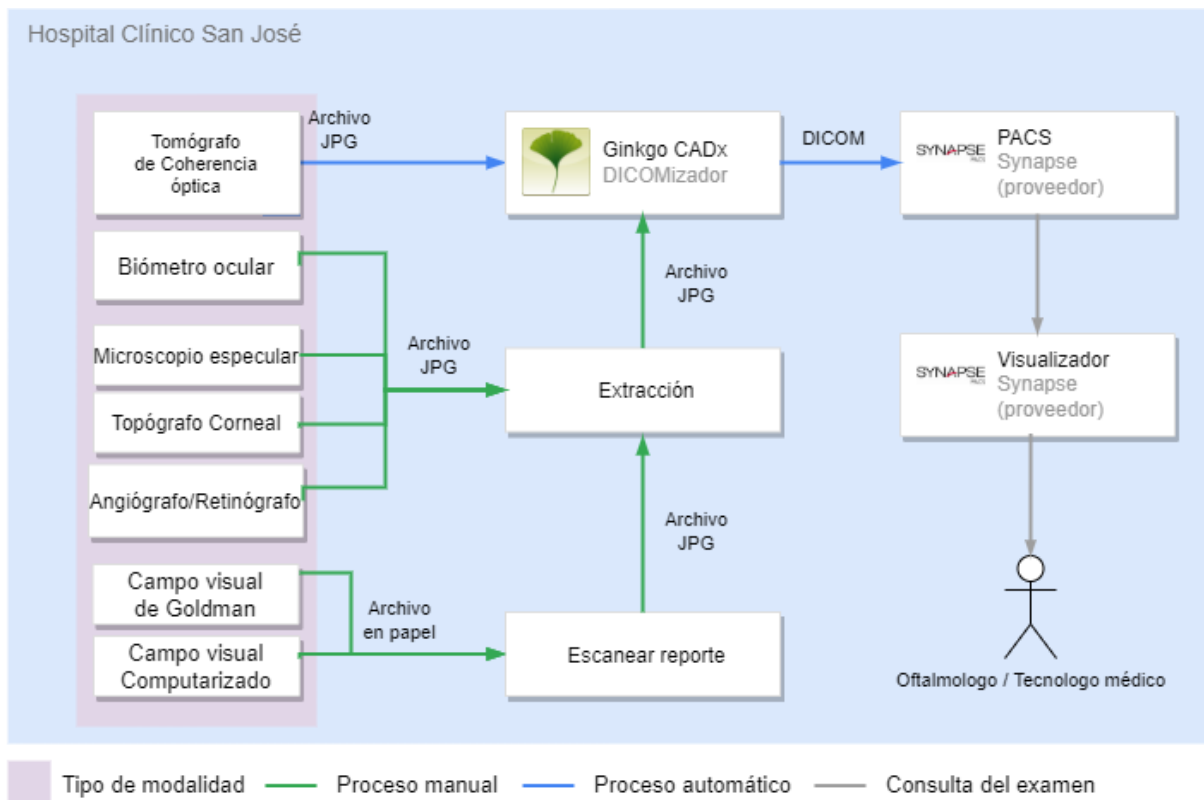 Hospital Clínico San José
Tomógrafo
de Coherencia
óptica
Archivo
JPG
Ginkgo CADx
DICOMizador
DICOM
SYNAPSE
PACS
PACS
Synapse
(proveedor)
Biómetro ocular
Microscopio especular
Topógrafo Corneal
Angiógrafo/Retinógrafo
Archivo
JPG
Extracción
Archivo
JPG
SYNAPSE
PACS
Visualizador
Synapse
(proveedor)
Archivo
JPG
Campo visual
de Goldman
Campo visual
Computarizado
Archivo
en papel
Escanear reporte
Oftalmologo / Tecnologo médico
Tipo de modalidad
Proceso manual
Proceso automático
Consulta del examen